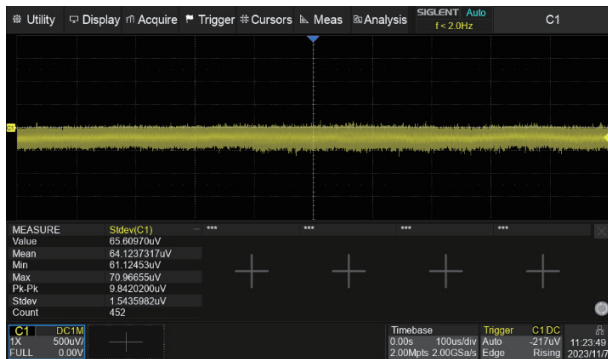 Utility Display Acquire Trigger Cursors Meas Analysis SIGLENT Auto
f < 2.0Hz C1
C1
MEASURE Stdev(C1) *** *** *** ***
Value 65.60970uV
Mean 64.1237317uV
Min 61.12453uV
Max 70.96655uV
Pk-Pk 9.8420200uV
Stdev 1.5435982uV
Count 452
C1 DC1M Timebase Trigger C1 DC
1X 500uV/ 0.00s 100us/div Auto -217uV 11:23:49
FULL 0.00V 2.00Mpts 2.00GSa/s Edge Rising 2023/1/7